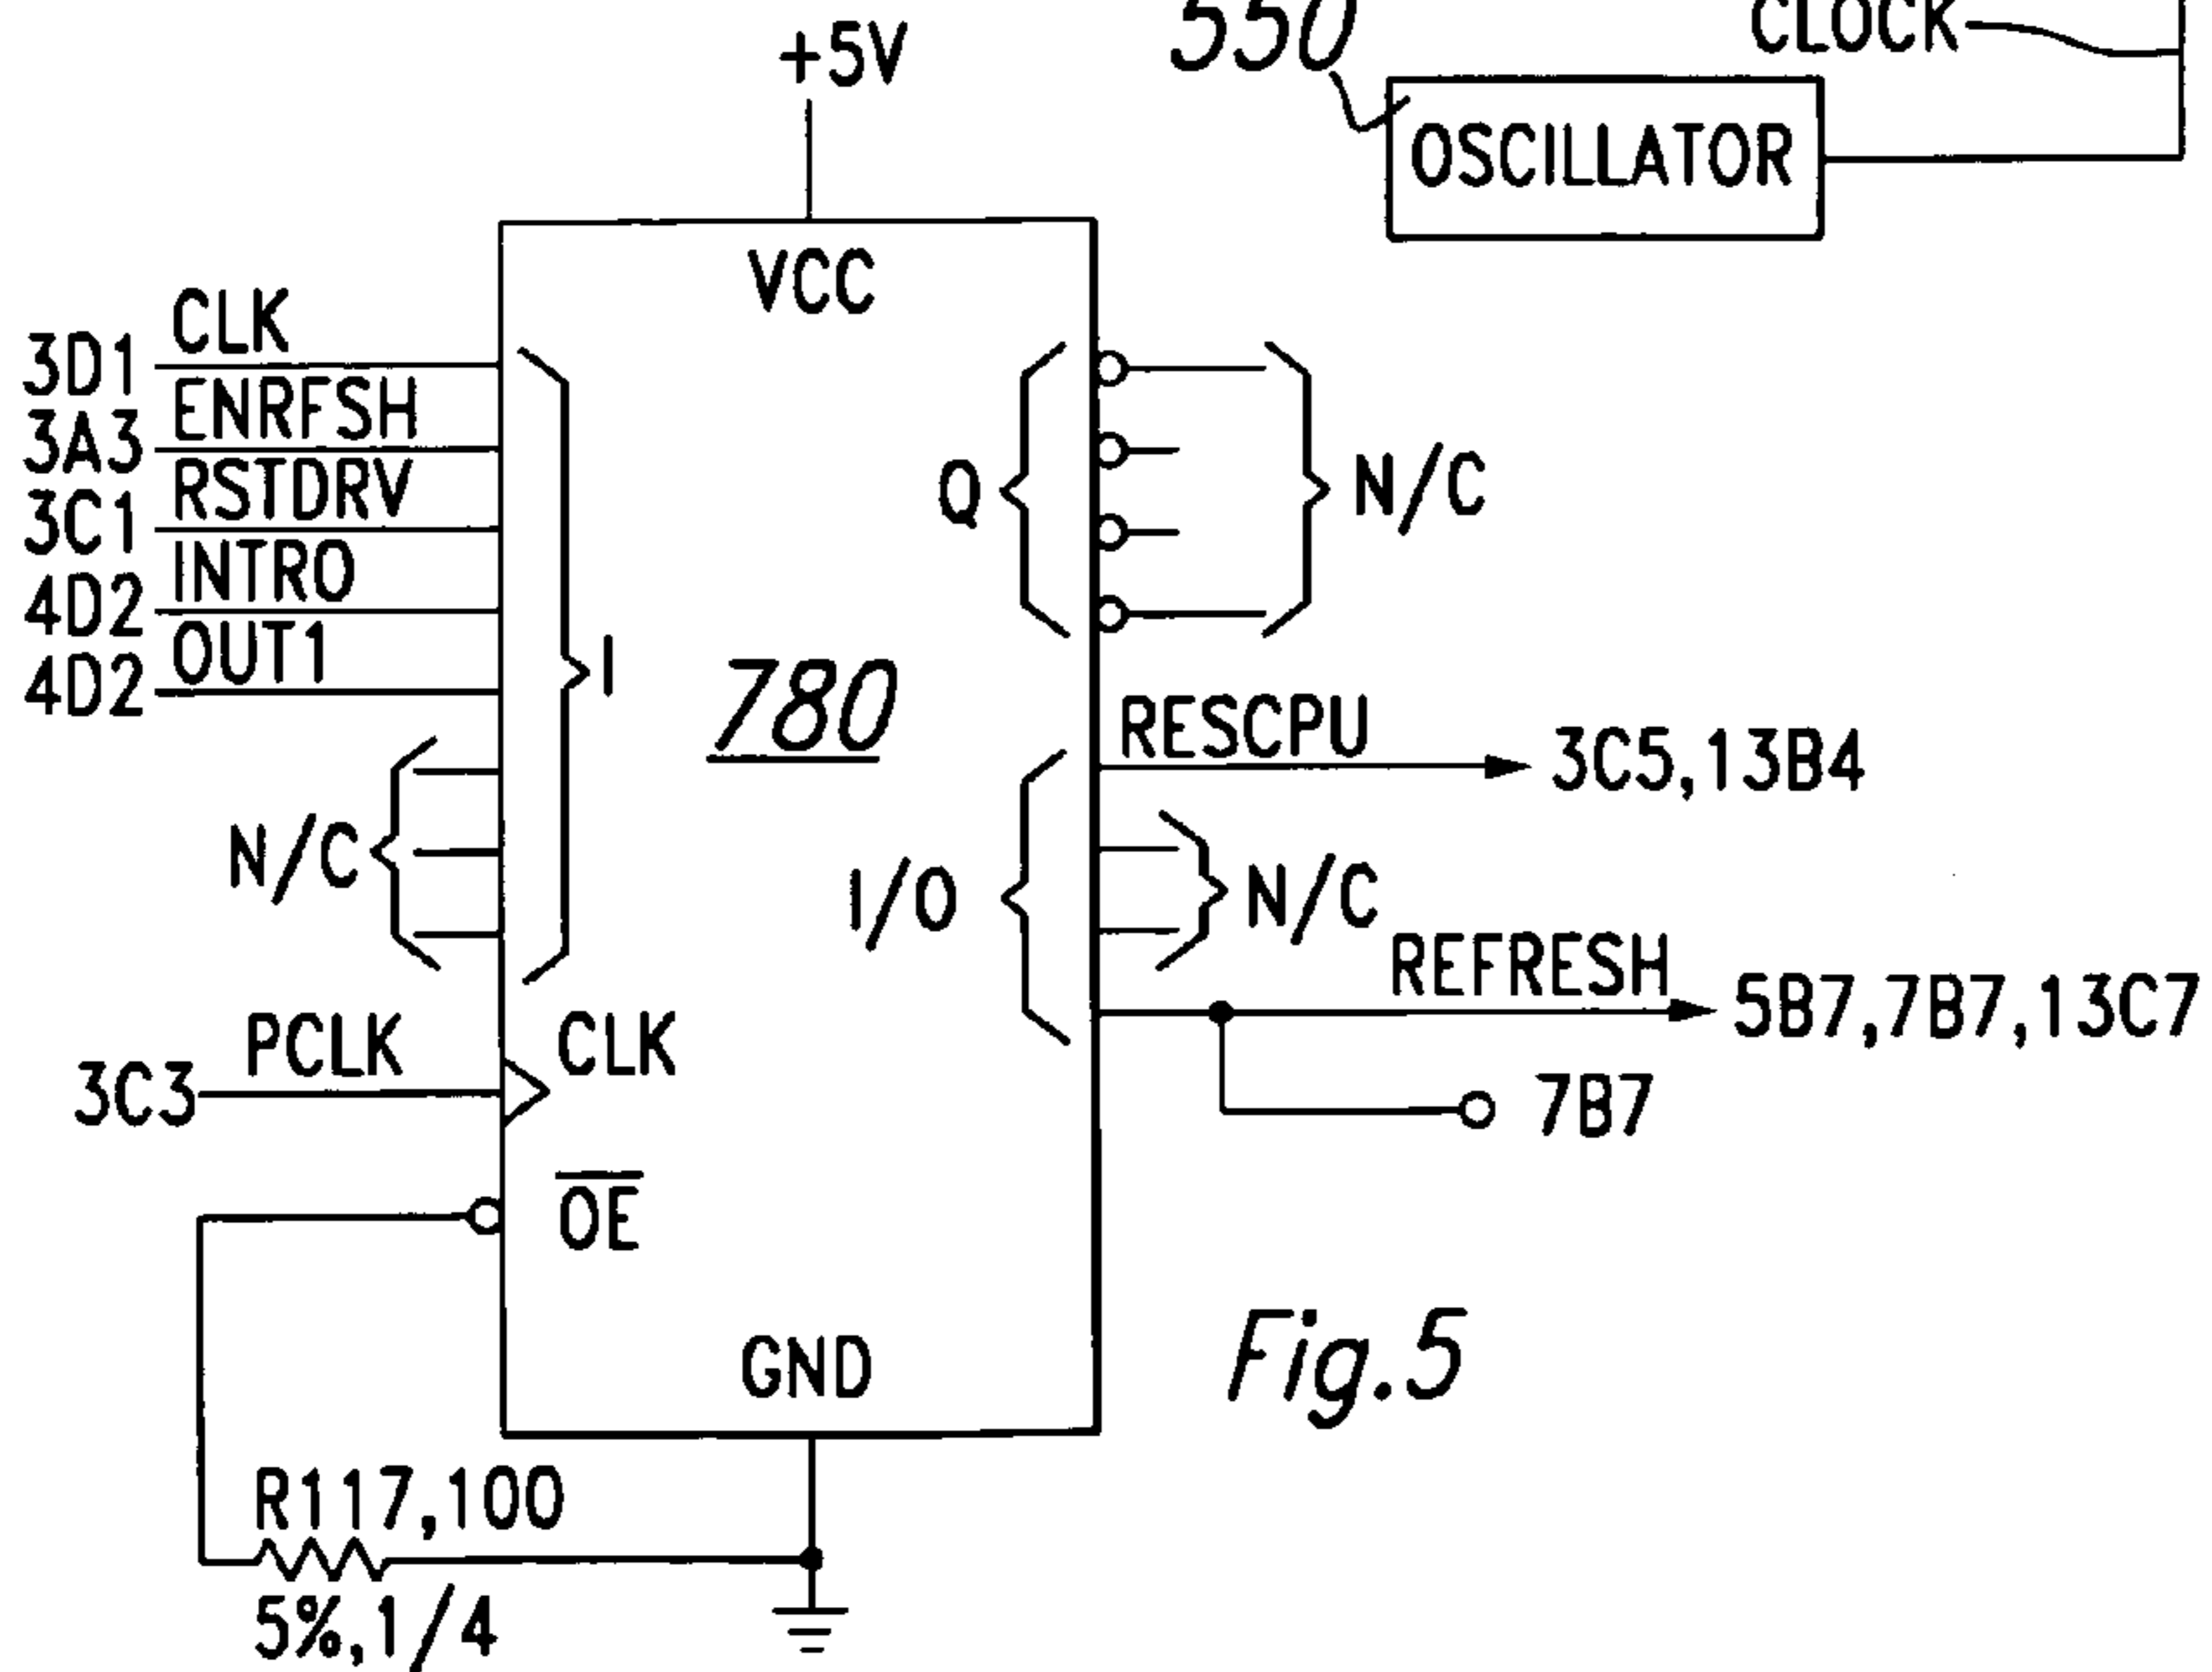 +5V
550
CLOCK
OSCILLATOR
VCC
3D1 CLK
3A3 ENRFSH
3C1 RSTDRV
4D2 INTRO
4D2 OUT1
I
Q
N/C
780
RESCPU
3C5,13B4
N/C
I/O
N/C
REFRESH
5B7,7B7,13C7
3C3 PCLK
CLK
7B7
OE
GND
Fig.5
R117,100
5%,1/4